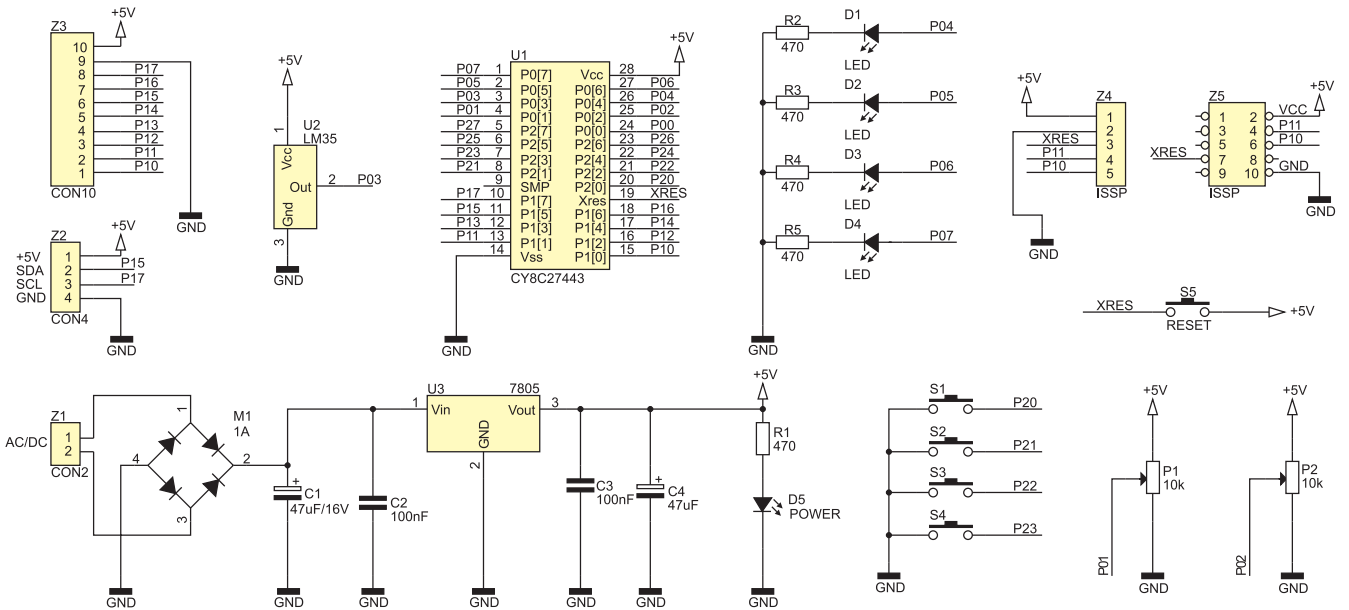 Z3
+5V
10
9
8 P17
7 P16
6 P15
5 P14
4 P13
3 P12
2 P11
1 P10
CON10
GND
Z2
+5V
+5V 1
SDA 2 P15
SCL 3 P17
GND 4
CON4
GND
+5V
1
U2
LM35
Vcc
Out 2 P03
Gnd
3
GND
U1
+5V
P07 1 P0[7] Vcc 28
P05 2 P0[5] P0[6] 27 P06
P03 3 P0[3] P0[4] 26 P04
P01 4 P0[1] P0[2] 25 P02
P27 5 P2[7] P0[0] 24 P00
P25 6 P2[5] P2[6] 23 P26
P23 7 P2[3] P2[4] 22 P24
P21 8 P2[1] P2[2] 21 P22
9 SMP P2[0] 20 P20
P17 10 P1[7] Xres 19 XRES
P15 11 P1[5] P1[6] 18 P16
P13 12 P1[3] P1[4] 17 P14
P11 13 P1[1] P1[2] 16 P12
14 Vss P1[0] 15 P10
CY8C27443
GND
R2 D1 P04
470 LED
R3 D2 P05
470 LED
R4 D3 P06
470 LED
R5 D4 P07
470 LED
GND
+5V
Z4
1
2
XRES 3
P11 4
P10 5
ISSP
GND
Z5
+5V
1 2 VCC
3 4 P11
5 6 P10
XRES 7 8
9 10 GND
ISSP
GND
S5
XRES +5V
RESET
Z1
AC/DC 1
2
CON2
1
M1
1A
4 2
3
GND
+
C1
47uF/16V
GND
C2
100nF
GND
U3 7805
1 Vin Vout 3
GND
2
GND
C3
100nF
GND
+
C4
47uF
GND
+5V
R1
470
D5
POWER
GND
S1 P20
S2 P21
S3 P22
S4 P23
GND
+5V
P1
10k
P01
GND
+5V
P2
10k
P02
GND